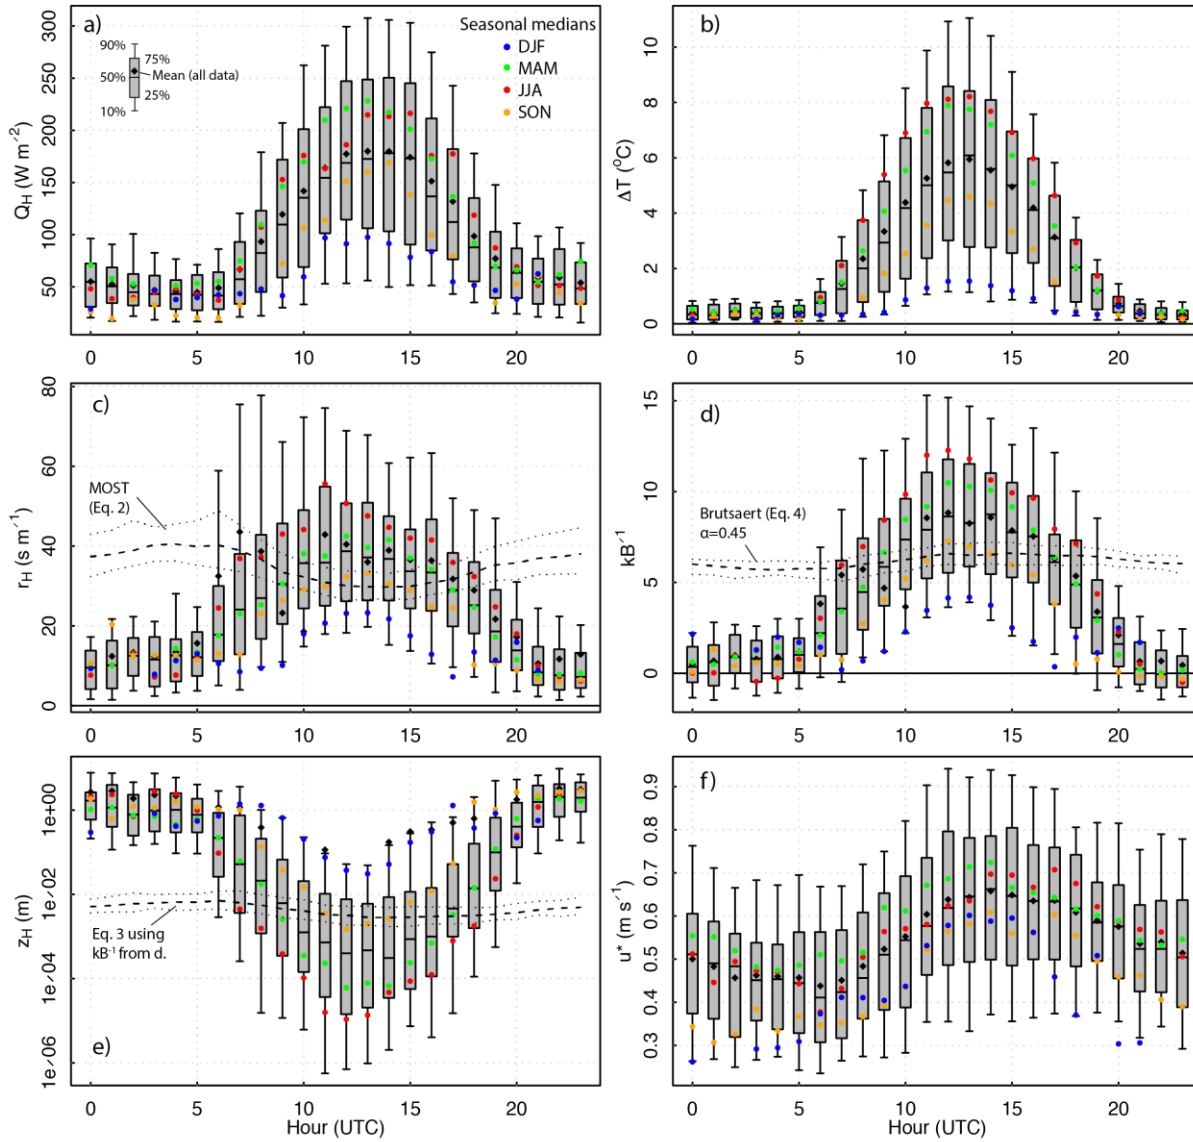 a)
Seasonal medians
DJF
MAM
JJA
SON
90%
75%
50%
Mean (all data)
25%
10%
Q_H (W m⁻²)
50
100
150
200
250
300
0
5
10
15
20
b)
ΔT (°C)
0
2
4
6
8
10
0
5
10
15
20
c)
MOST
(Eq. 2)
r_H (s m⁻¹)
0
20
40
60
80
0
5
10
15
20
d)
Brutsaert (Eq. 4)
α=0.45
kB⁻¹
0
5
10
15
0
5
10
15
20
e)
Eq. 3 using
kB⁻¹ from d.
z_H (m)
1e-06
1e-04
1e-02
1e+00
0
5
10
15
20
Hour (UTC)
f)
u* (m s⁻¹)
0.3
0.4
0.5
0.6
0.7
0.8
0.9
0
5
10
15
20
Hour (UTC)